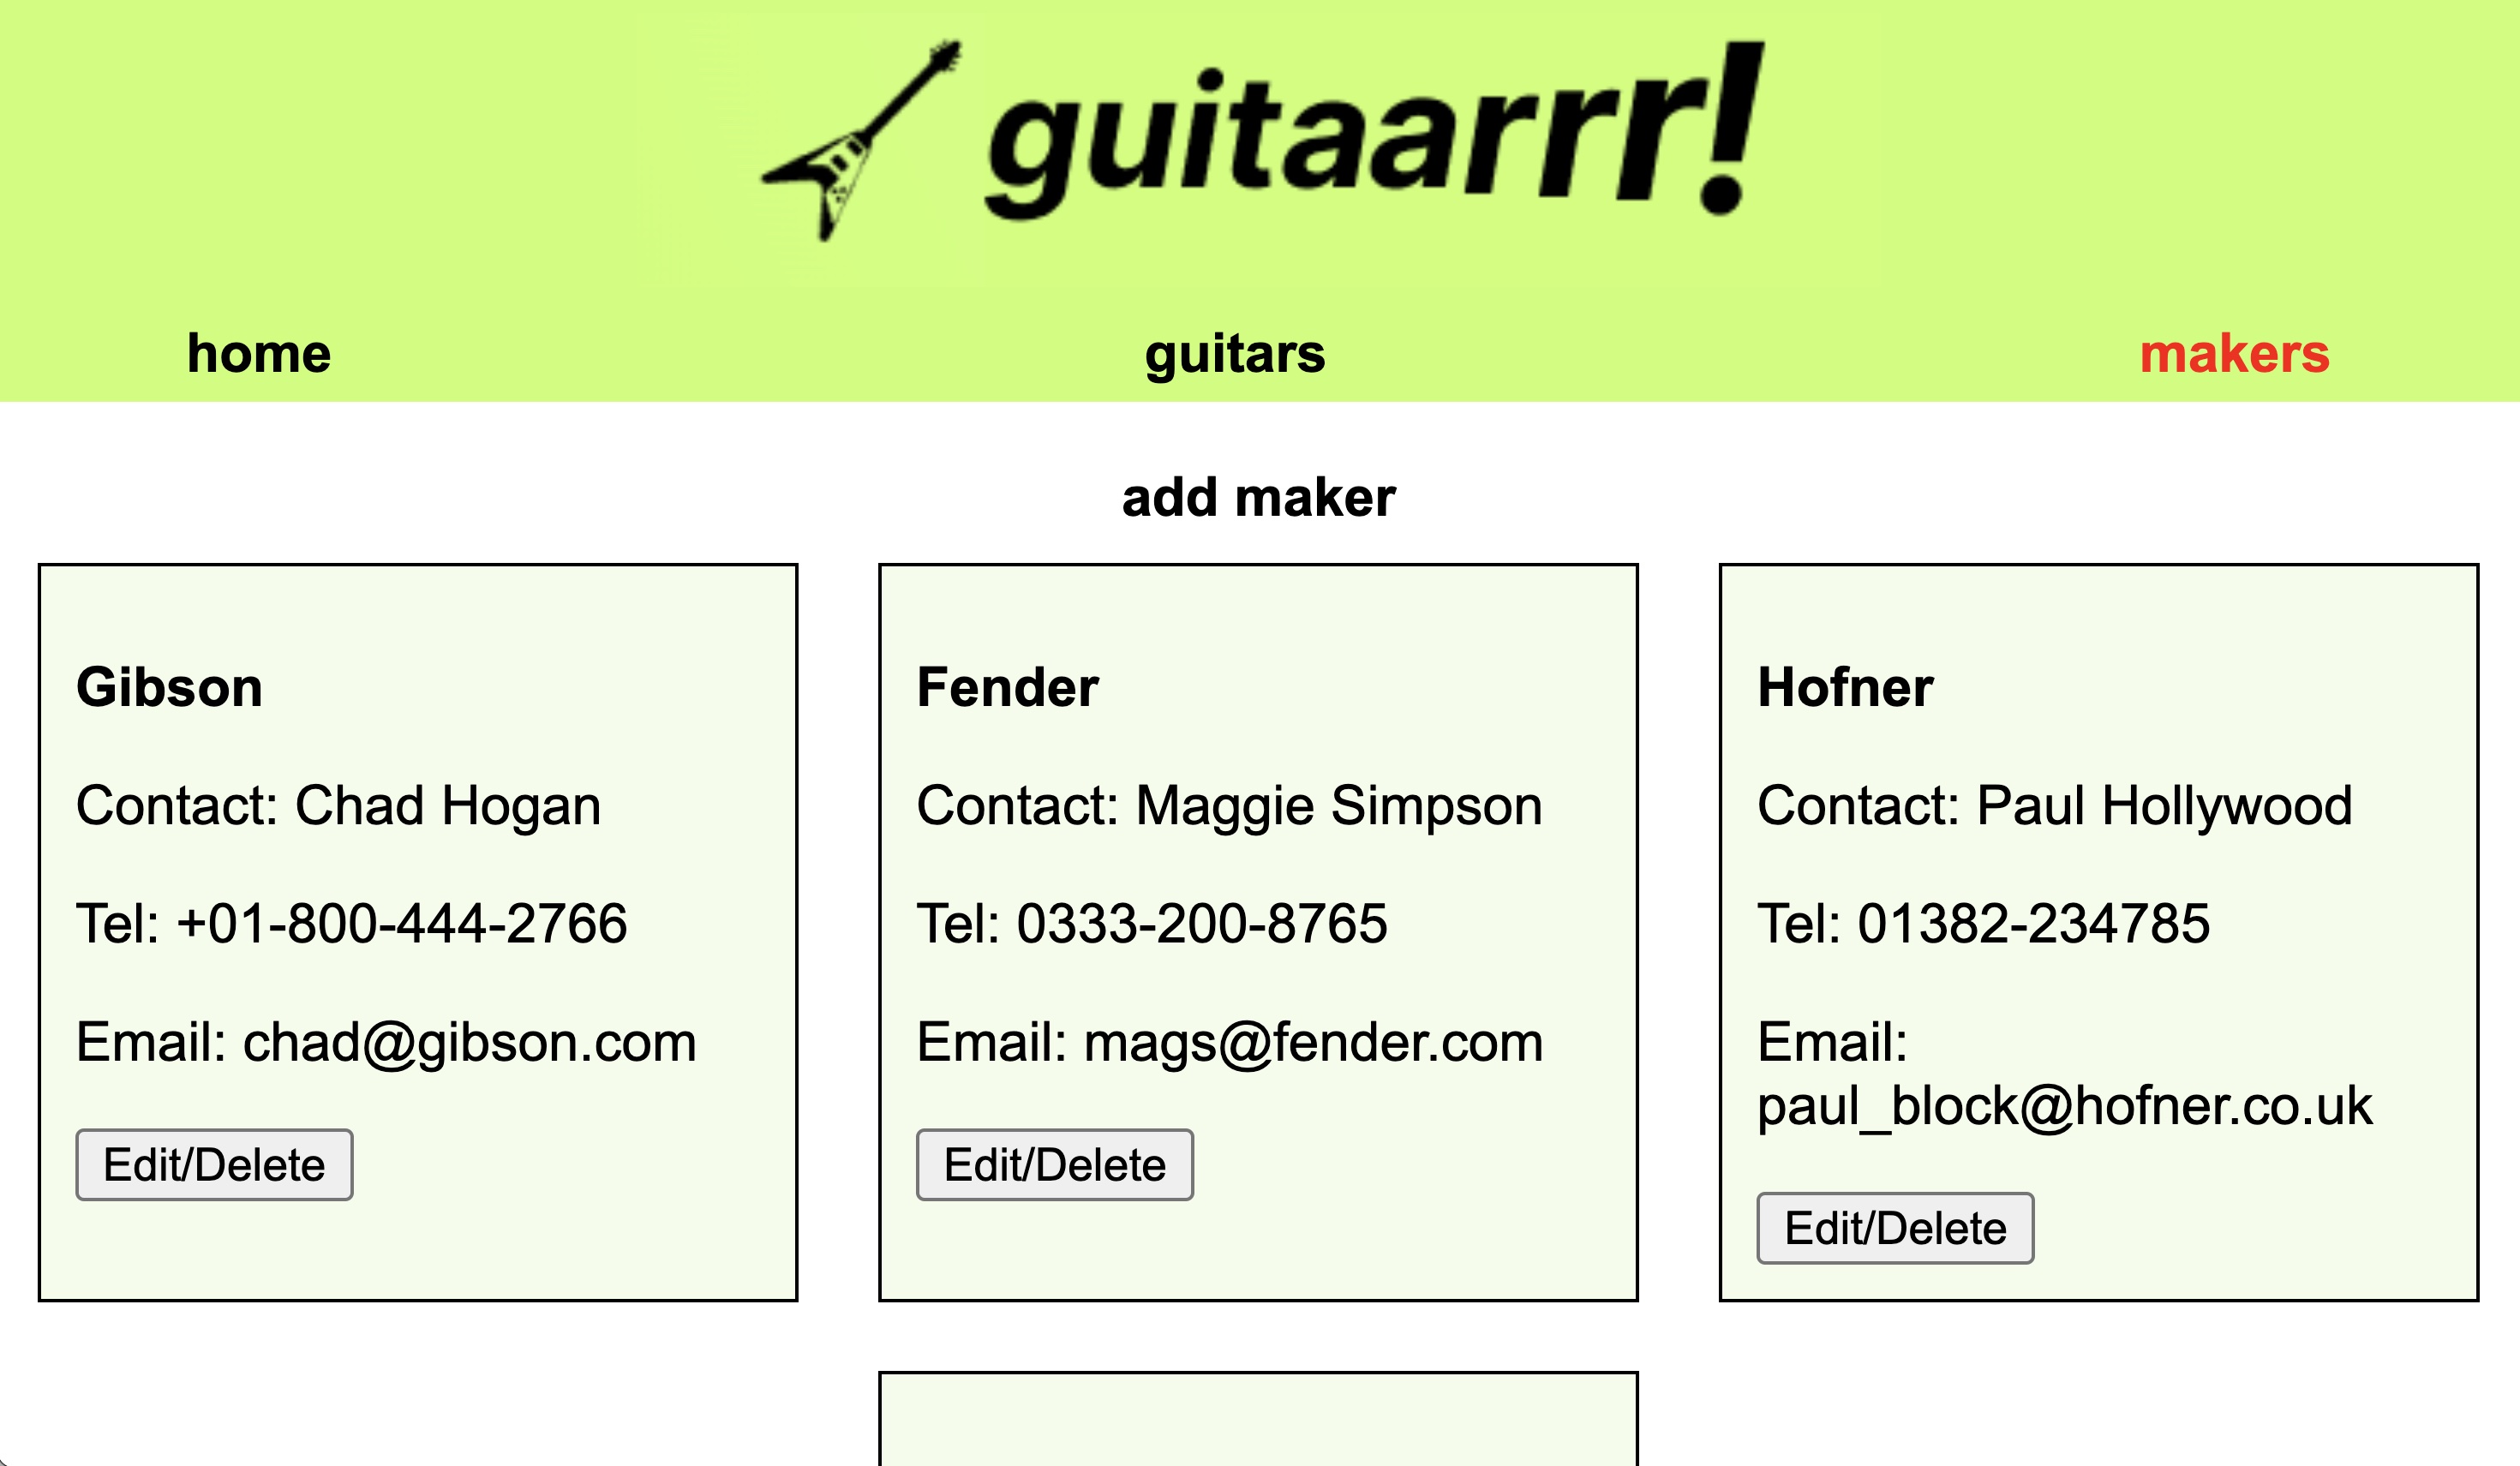 guitaarrr!
home guitars makers
add maker
Gibson
Contact: Chad Hogan
Tel: +01-800-444-2766
Email: chad@gibson.com
Edit/Delete
Fender
Contact: Maggie Simpson
Tel: 0333-200-8765
Email: mags@fender.com
Edit/Delete
Hofner
Contact: Paul Hollywood
Tel: 01382-234785
Email:
paul_block@hofner.co.uk
Edit/Delete